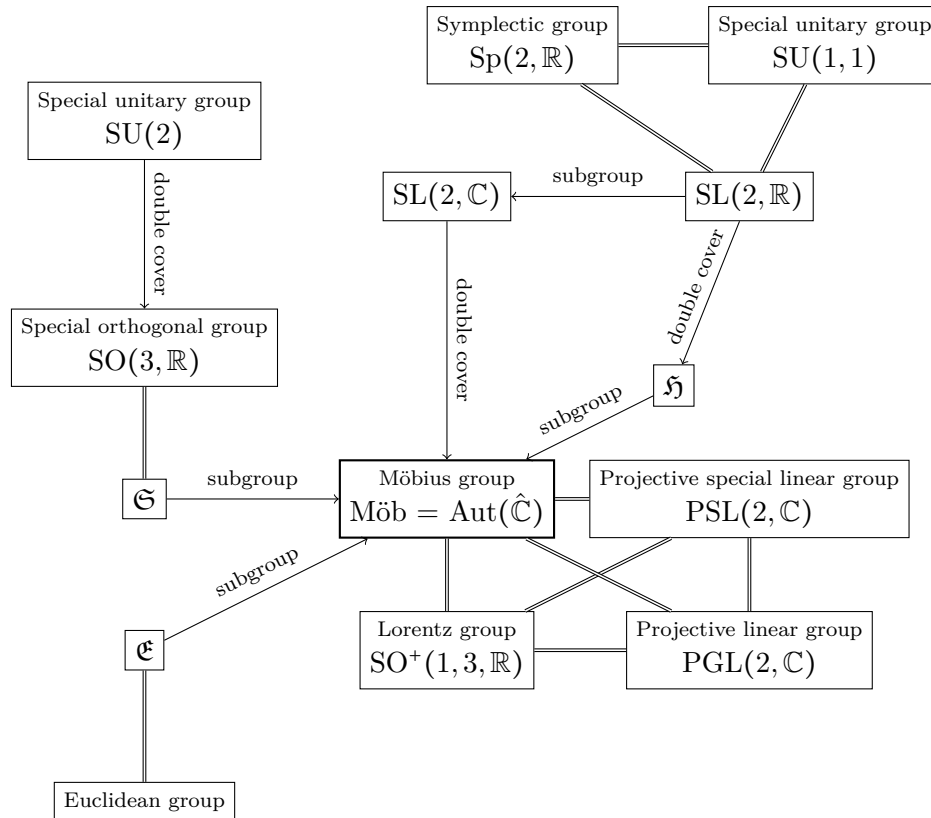 Symplectic group
Sp(2, ℝ)
Special unitary group
SU(1, 1)
Special unitary group
SU(2)
double cover
SL(2, ℂ)
subgroup
SL(2, ℝ)
double cover
double cover
Special orthogonal group
SO(3, ℝ)
ℌ
subgroup
𝔖
subgroup
Möbius group
Möb = Aut(ℂ̂)
Projective special linear group
PSL(2, ℂ)
subgroup
𝔈
Lorentz group
SO⁺(1, 3, ℝ)
Projective linear group
PGL(2, ℂ)
Euclidean group